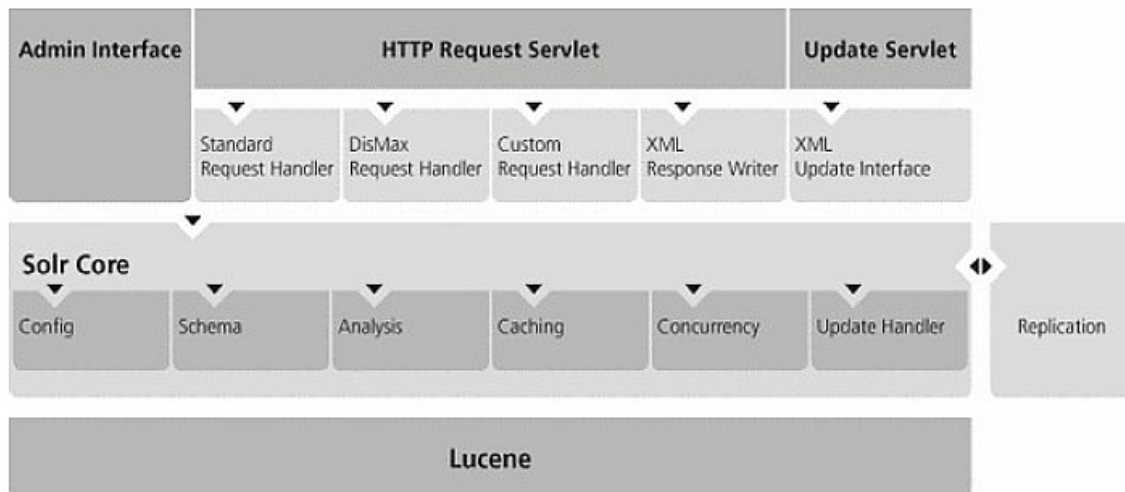 Admin Interface
HTTP Request Servlet
Update Servlet
Standard
Request Handler
DisMax
Request Handler
Custom
Request Handler
XML
Response Writer
XML
Update Interface
Solr Core
Config
Schema
Analysis
Caching
Concurrency
Update Handler
Replication
Lucene